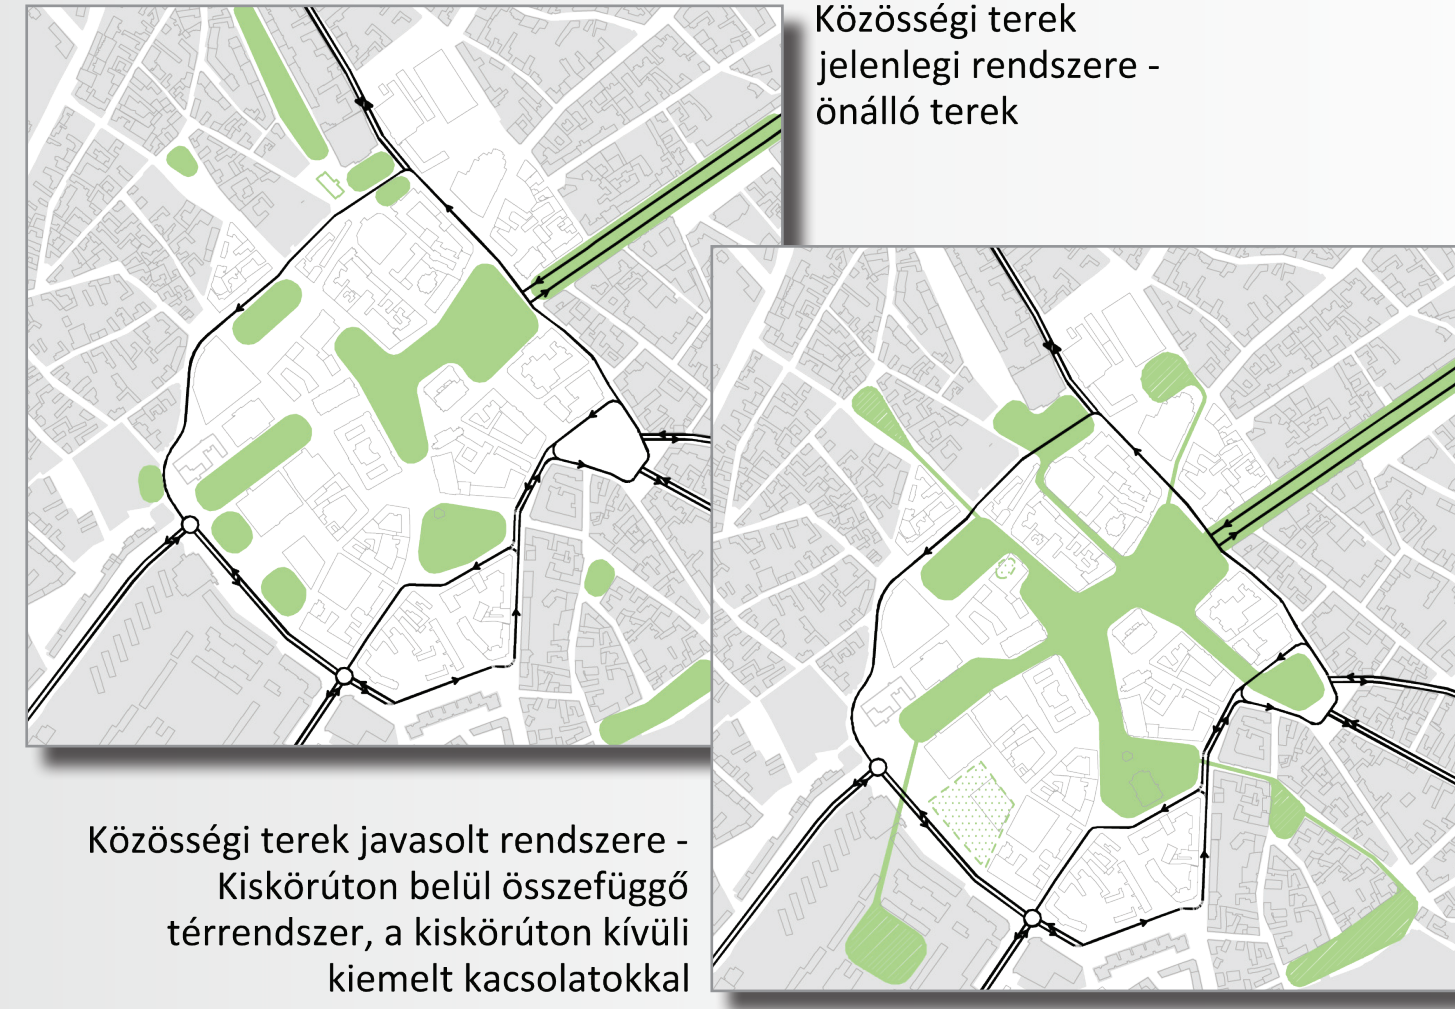 Közösségi terek
jelenlegi rendszere -
önálló terek
Közösségi terek javasolt rendszere -
Kiskörúton belül összefüggő
térrendszer, a kiskörúton kívüli
kiemelt kacsolatokkal